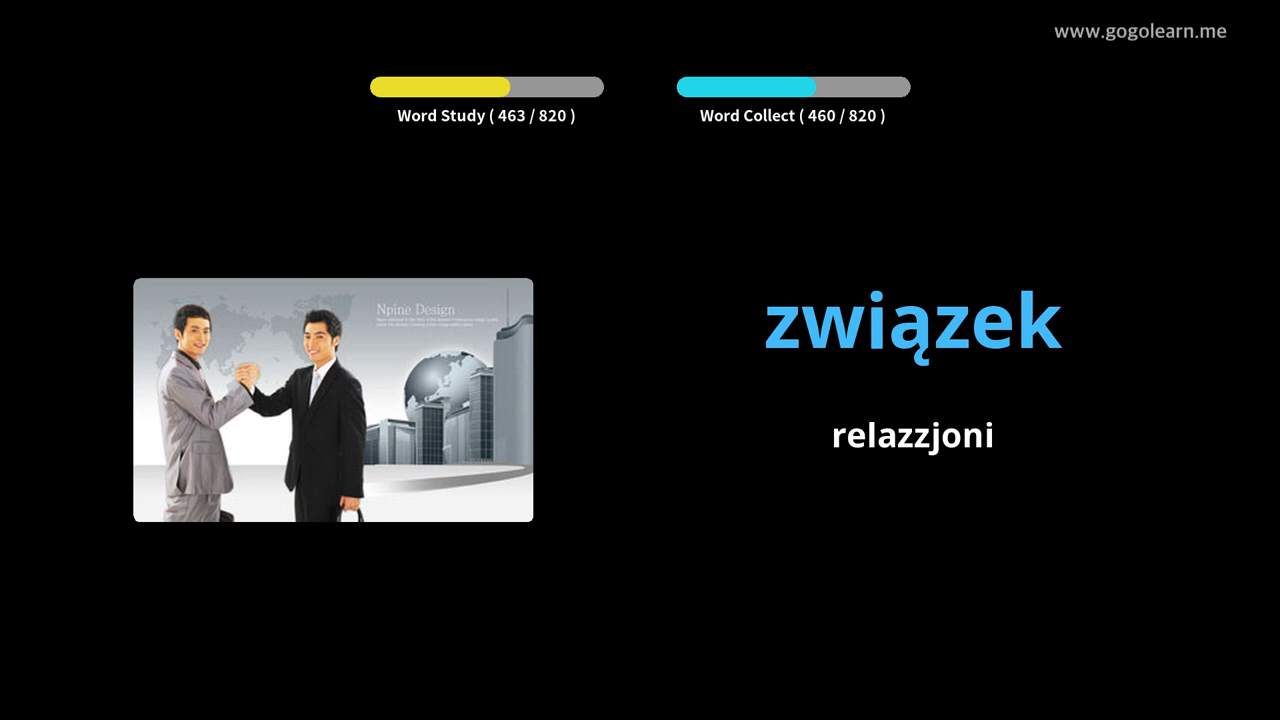 www.gogolearn.me
Word Study ( 463 / 820 )
Word Collect ( 460 / 820 )
Npine Design
związek
relazzjoni